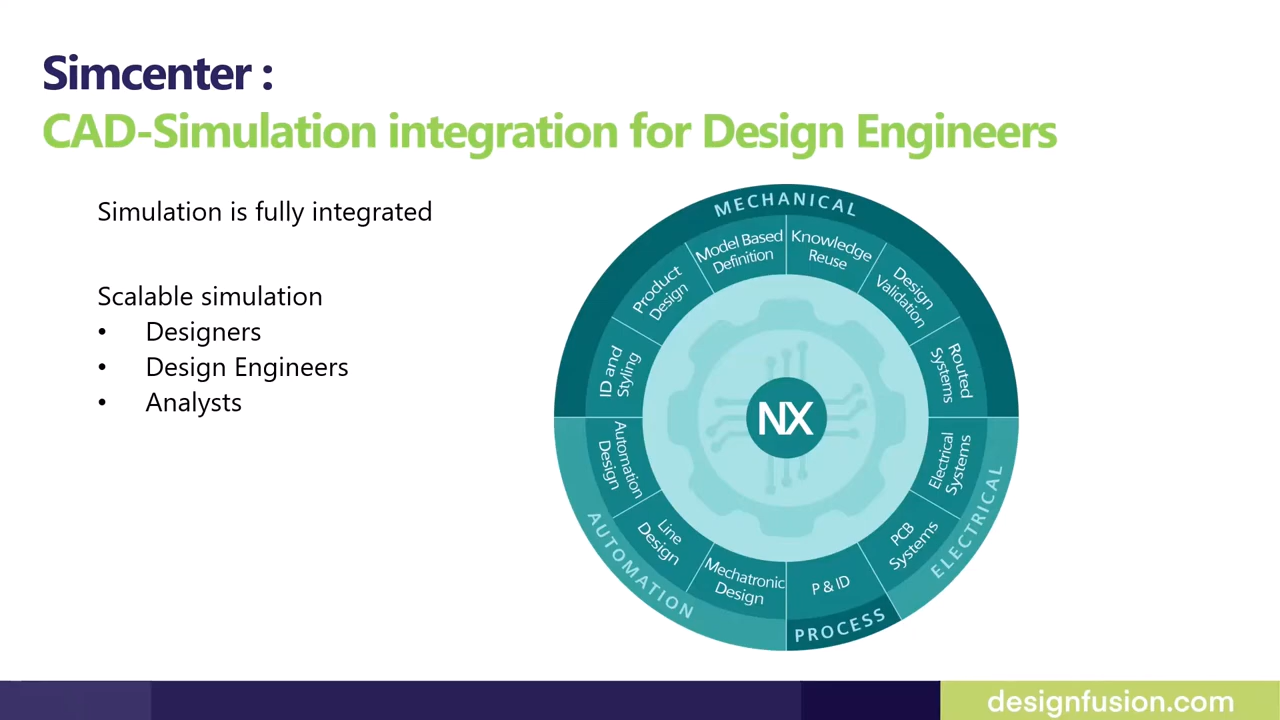 Simcenter :
CAD-Simulation integration for Design Engineers
Simulation is fully integrated
Scalable simulation
• Designers
• Design Engineers
• Analysts
MECHANICAL
ID and
Styling
Product
Design
Model Based
Definition
Knowledge
Reuse
Design
Validation
Routed
Systems
NX
ELECTRICAL
Electrical
Systems
PCB
Systems
PROCESS
P & ID
AUTOMATION
Mechatronic
Design
Line
Design
Automation
Design
designfusion.com